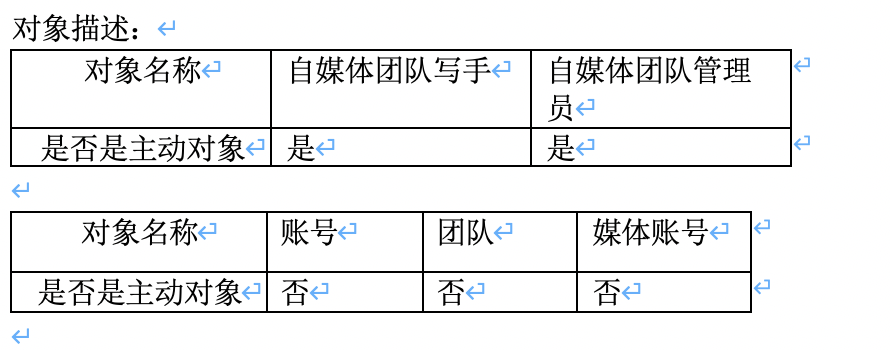 对象描述：
对象名称 自媒体团队写手 自媒体团队管理
员
是否是主动对象 是 是
对象名称 账号 团队 媒体账号
是否是主动对象 否 否 否